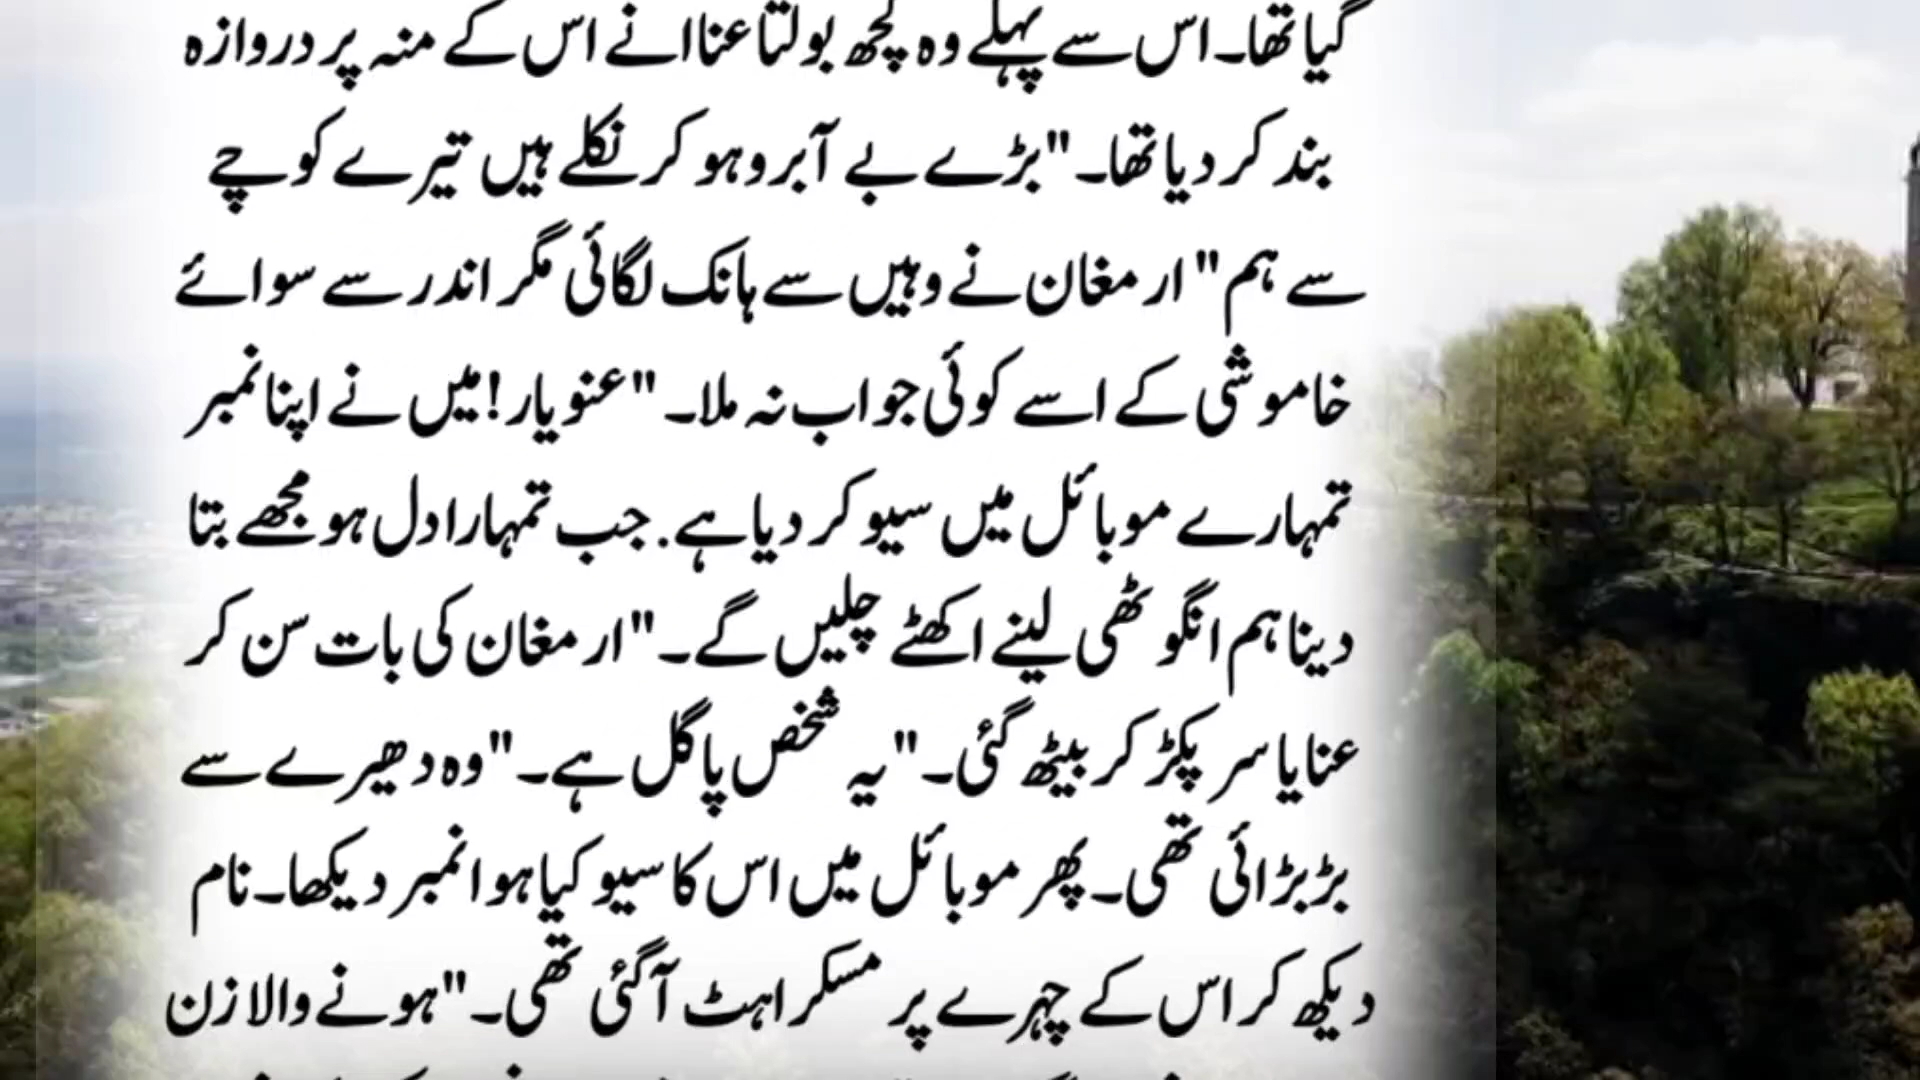 گیا تھا۔ اس سے پہلے وہ کچھ بولتا عناانے اس کے منہ پر دروازہ
بند کر دیا تھا۔ "بڑے بے آبرو ہو کر نکلے ہیں تیرے کوچے
سے ہم" ارمغان نے وہیں سے ہانک لگائی مگر اندر سے سوائے
خاموشی کے اسے کوئی جواب نہ ملا۔ "عنو یار! میں نے اپنا نمبر
تمہارے موبائل میں سیو کر دیا ہے. جب تمہارا دل ہو مجھے بتا
دینا ہم انگوٹھی لینے اکھٹے چلیں گے۔" ارمغان کی بات سن کر
عنایا سر پکڑ کر بیٹھ گئی۔ "یہ شخص پاگل ہے۔" وہ دھیرے سے
بڑبڑائی تھی۔ پھر موبائل میں اس کا سیو کیا ہوا نمبر دیکھا۔ نام
دیکھ کر اس کے چہرے پر مسکراہٹ آگئی تھی۔ "ہونے والا زن